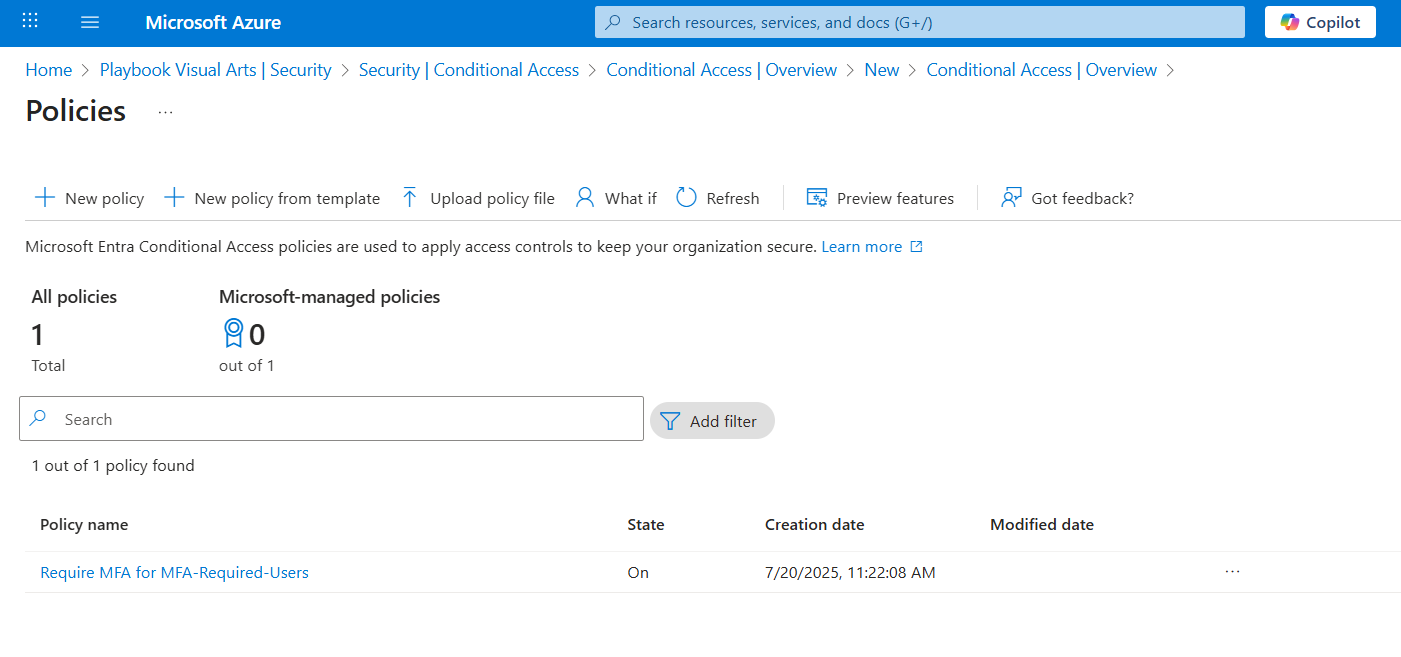 Microsoft Azure Search resources, services, and docs (G+/) Copilot
Home > Playbook Visual Arts | Security > Security | Conditional Access > Conditional Access | Overview > New > Conditional Access | Overview >
Policies ...
New policy New policy from template Upload policy file What if Refresh Preview features Got feedback?
Microsoft Entra Conditional Access policies are used to apply access controls to keep your organization secure. Learn more
All policies Microsoft-managed policies
1 0
Total out of 1
Search Add filter
1 out of 1 policy found
Policy name State Creation date Modified date
Require MFA for MFA-Required-Users On 7/20/2025, 11:22:08 AM ...